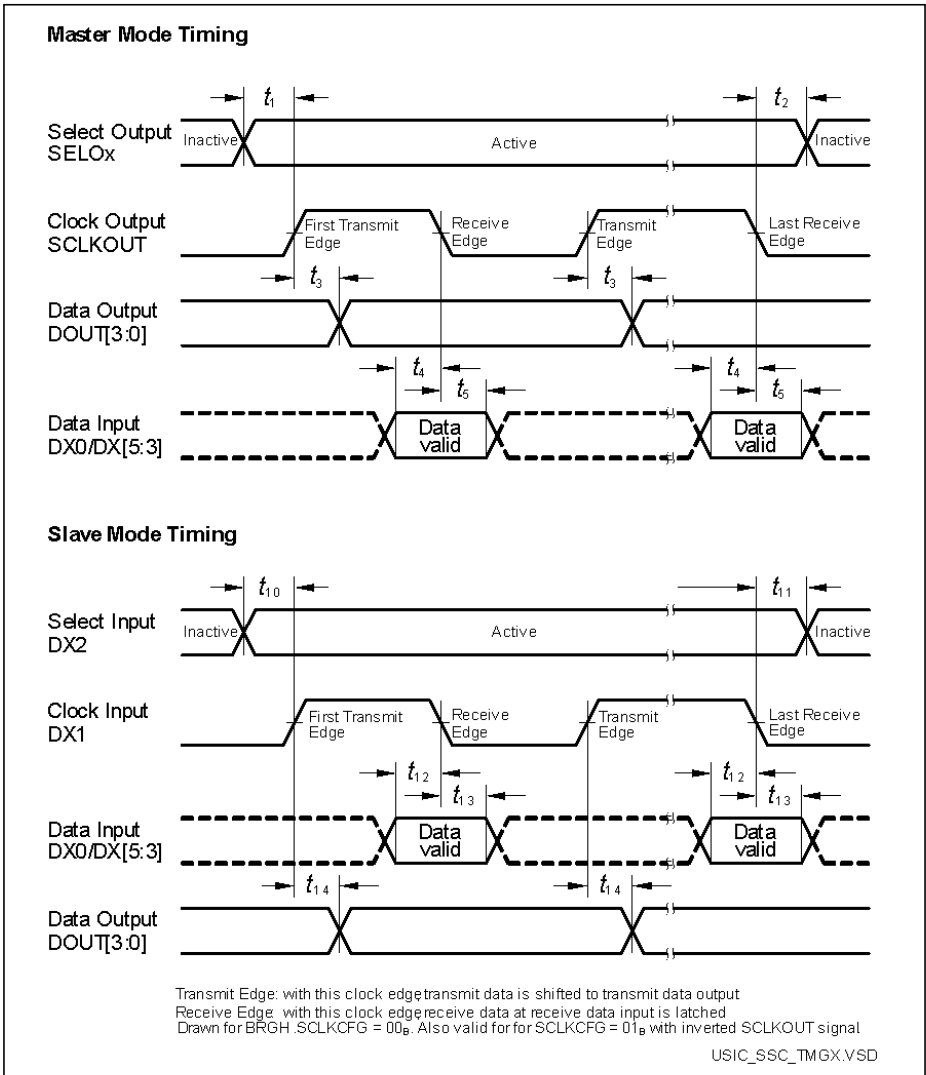 Master Mode Timing
t1
t2
Select Output
SELOx
Inactive
Active
Inactive
Clock Output
SCLKOUT
First Transmit
Edge
Receive
Edge
Transmit
Edge
Last Receive
Edge
t3
t3
Data Output
DOUT[3:0]
t4
t5
t4
t5
Data Input
DX0/DX[5:3]
Data
valid
Data
valid
Slave Mode Timing
t10
t11
Select Input
DX2
Inactive
Active
Inactive
Clock Input
DX1
First Transmit
Edge
Receive
Edge
Transmit
Edge
Last Receive
Edge
t12
t13
t12
t13
Data Input
DX0/DX[5:3]
Data
valid
Data
valid
t14
t14
Data Output
DOUT[3:0]
Transmit Edge: with this clock edge, transmit data is shifted to transmit data output
Receive Edge: with this clock edge, receive data at receive data input is latched
Drawn for BRGH .SCLKCFG = 00B. Also valid for for SCLKCFG = 01B with inverted SCLKOUT signal
USIC_SSC_TMGX.VSD